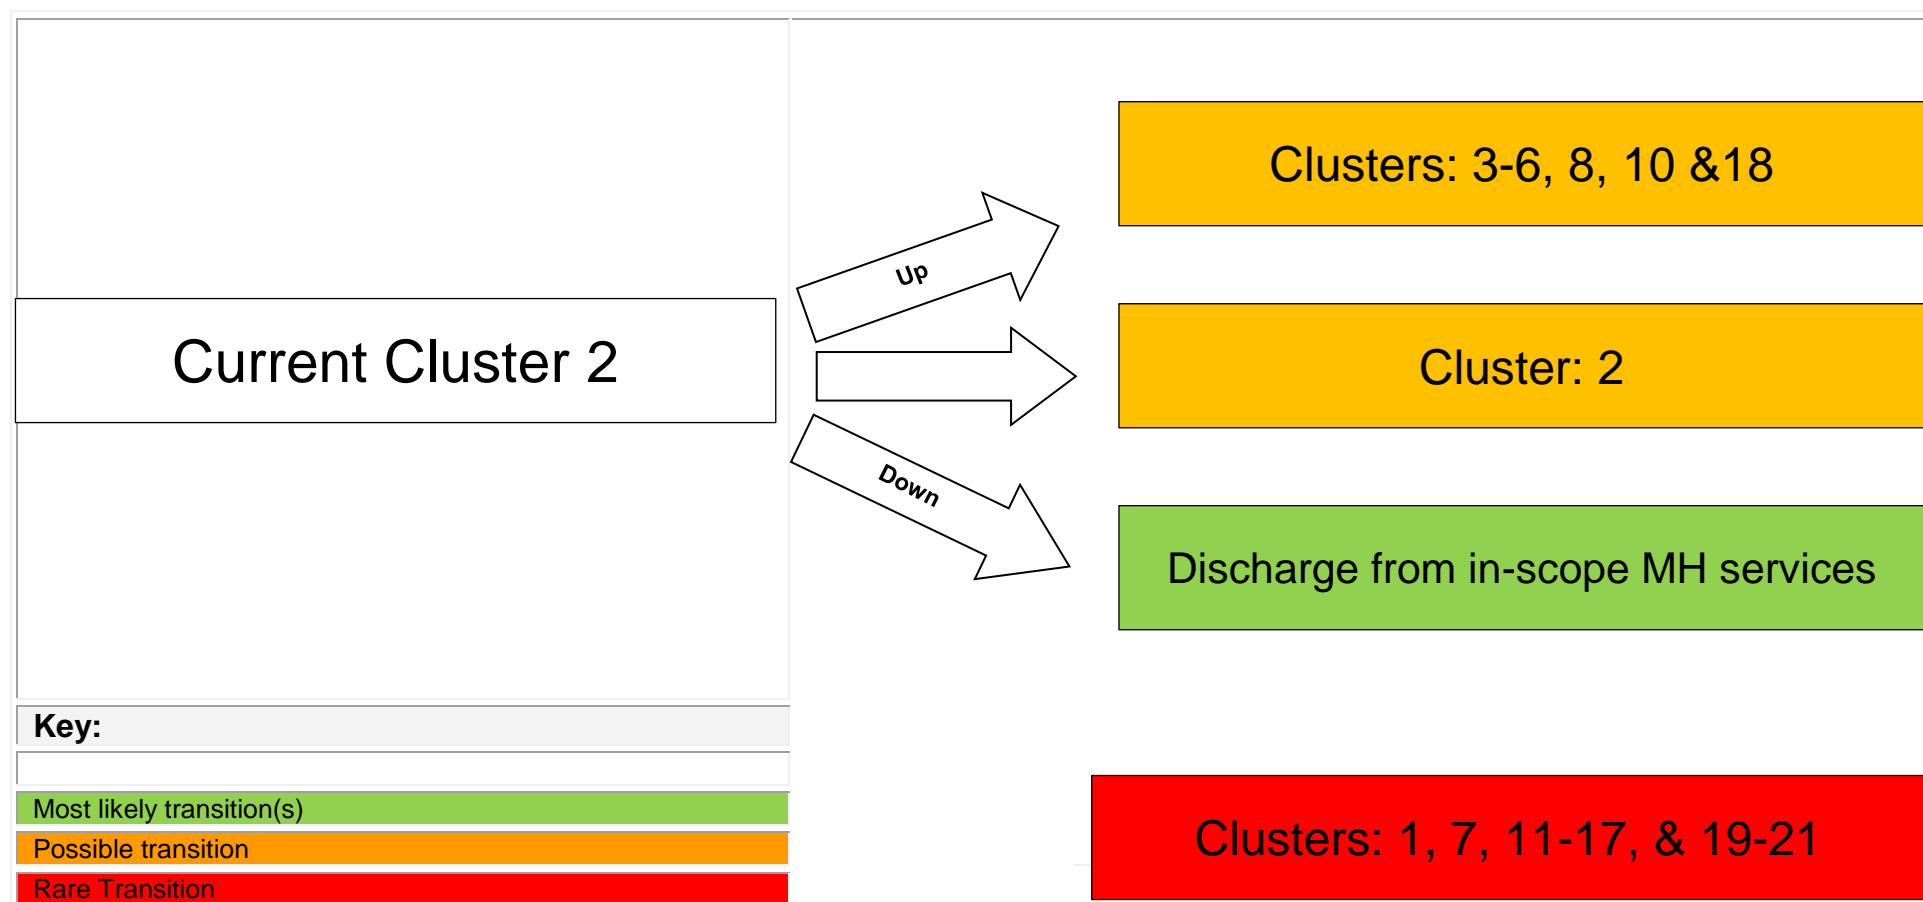 Clusters: 3-6, 8, 10 &18
Up
Current Cluster 2
Cluster: 2
Down
Discharge from in-scope MH services
Key:
Most likely transition(s)
Possible transition
Rare Transition
Clusters: 1, 7, 11-17, & 19-21